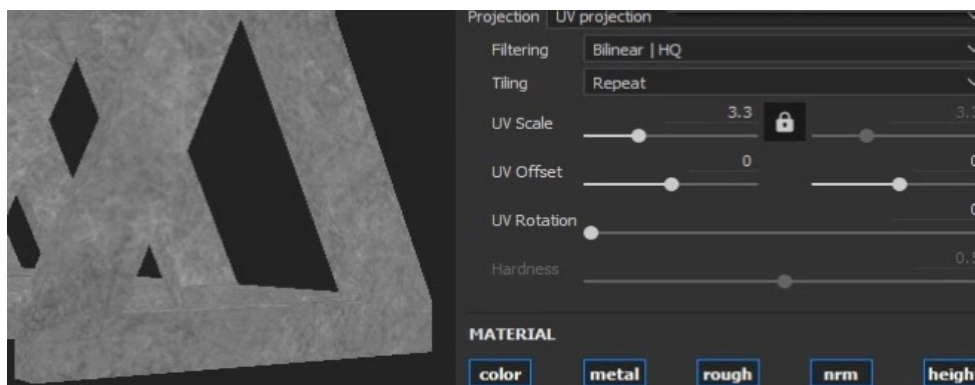 Projection UV projection
Filtering Bilinear | HQ
Tiling Repeat
UV Scale 3.3
UV Offset 0
UV Rotation
Hardness
MATERIAL
color metal rough nrm